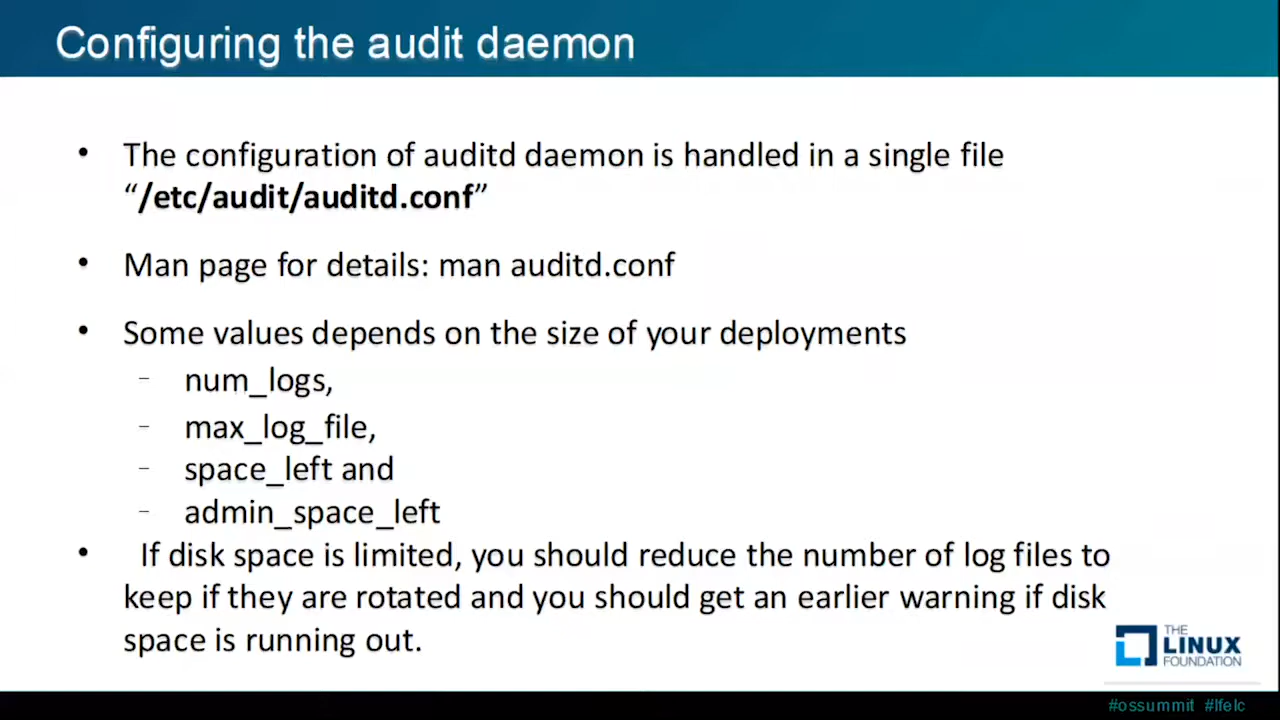 Configuring the audit daemon
• The configuration of auditd daemon is handled in a single file
“/etc/audit/auditd.conf”
• Man page for details: man auditd.conf
• Some values depends on the size of your deployments
– num_logs,
– max_log_file,
– space_left and
– admin_space_left
• If disk space is limited, you should reduce the number of log files to
keep if they are rotated and you should get an earlier warning if disk
space is running out.
THE
LINUX
FOUNDATION
#ossummit #lfelc